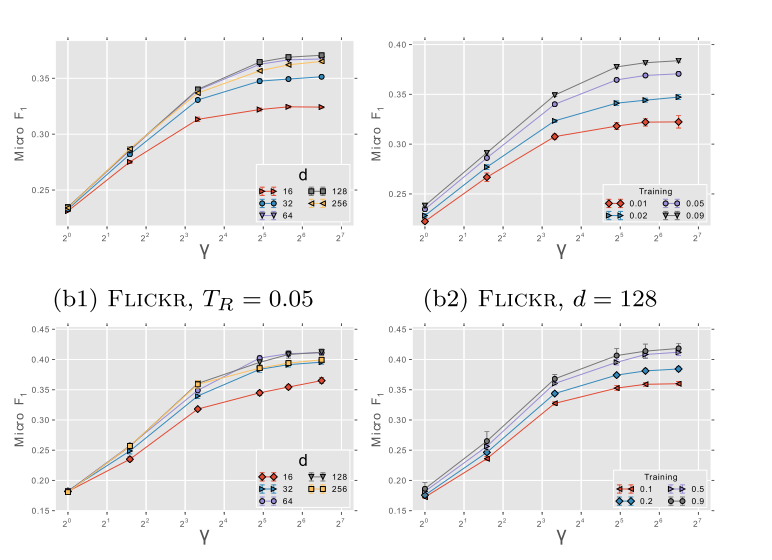 0.35
0.30
0.25
Micro F1
2^0 2^1 2^2 2^3 2^4 2^5 2^6 2^7
γ
d
16 128
32 256
64
0.40
0.35
0.30
0.25
Micro F1
2^0 2^1 2^2 2^3 2^4 2^5 2^6 2^7
γ
Training
0.01 0.05
0.02 0.09
(b1) FLICKR, T_R = 0.05
(b2) FLICKR, d = 128
0.45
0.40
0.35
0.30
0.25
0.20
0.15
Micro F1
2^0 2^1 2^2 2^3 2^4 2^5 2^6 2^7
γ
d
16 128
32 256
64
0.45
0.40
0.35
0.30
0.25
0.20
0.15
Micro F1
2^0 2^1 2^2 2^3 2^4 2^5 2^6 2^7
γ
Training
0.1 0.5
0.2 0.9